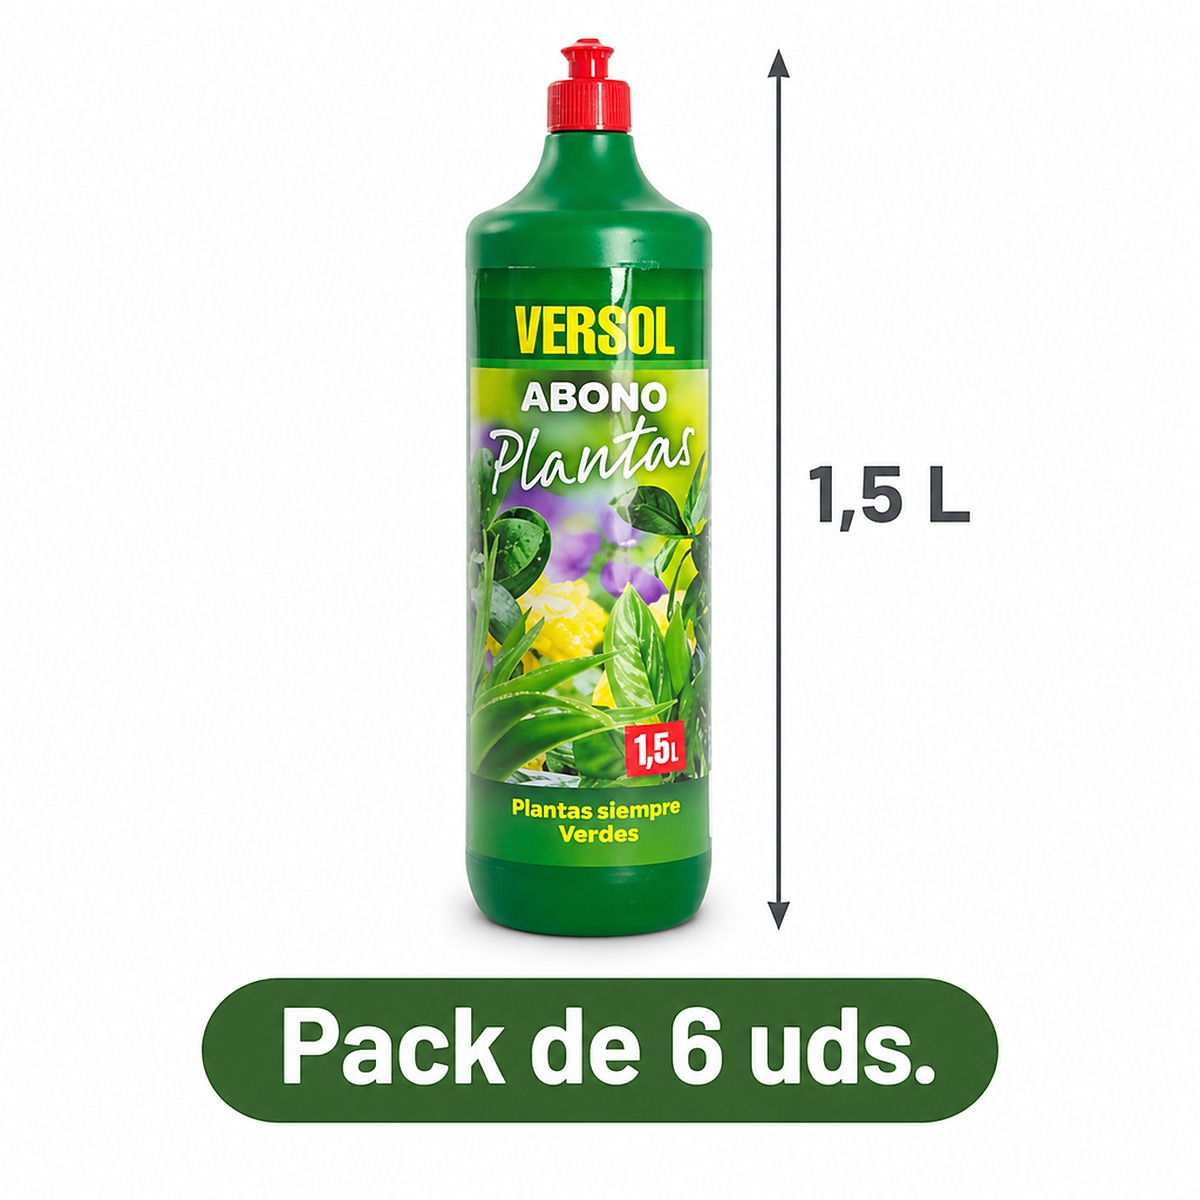 VERSOL
ABONO
Plantas
1,5 L
1,5L
Plantas siempre
Verdes
Pack de 6 uds.